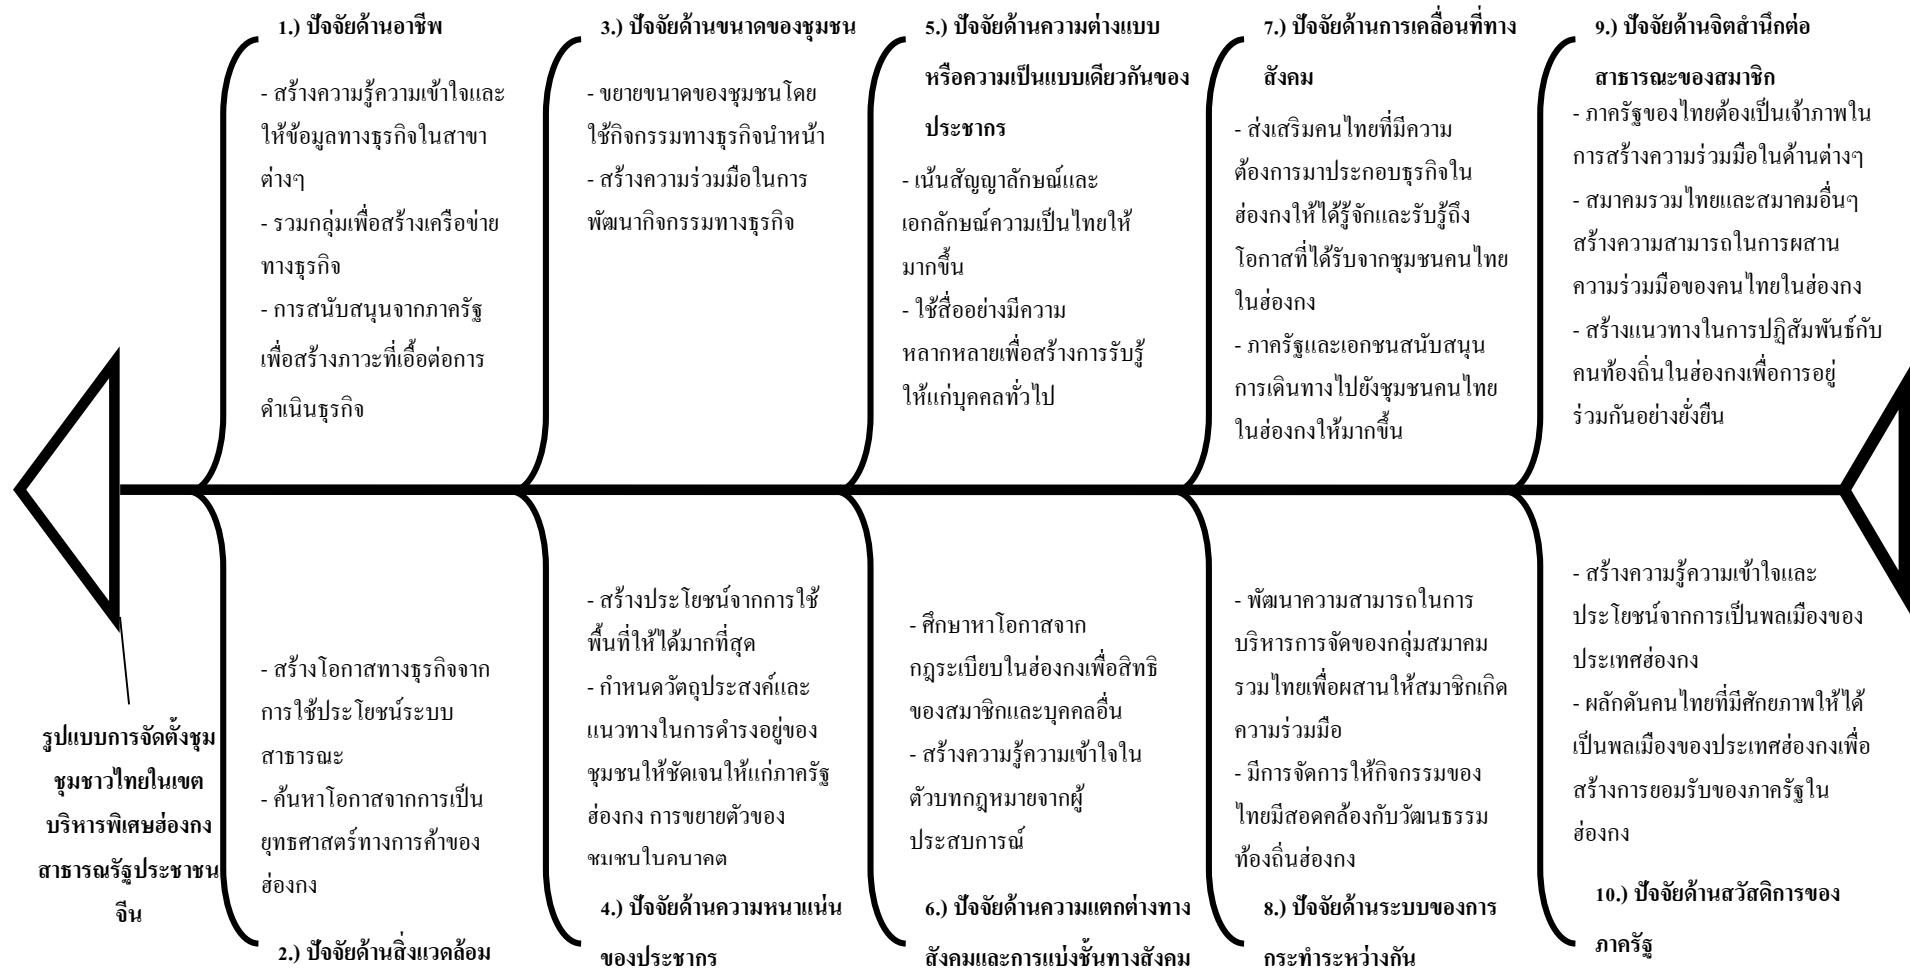 1.) ปัจจัยด้านอาชีพ
- สร้างความรู้ความเข้าใจและ
ให้ข้อมูลทางธุรกิจในสาขา
ต่างๆ
- รวมกลุ่มเพื่อสร้างเครือข่าย
ทางธุรกิจ
- การสนับสนุนจากภาครัฐ
เพื่อสร้างภาวะที่เอื้อต่อการ
ดำเนินธุรกิจ
3.) ปัจจัยด้านขนาดของชุมชน
- ขยายขนาดของชุมชนโดย
ใช้กิจกรรมทางธุรกิจนำหน้า
- สร้างความร่วมมือในการ
พัฒนากิจกรรมทางธุรกิจ
5.) ปัจจัยด้านความต่างแบบ
หรือความเป็นแบบเดียวกันของ
ประชากร
- เน้นสัญญาลักษณ์และ
เอกลักษณ์ความเป็นไทยให้
มากขึ้น
- ใช้สื่ออย่างมีความ
หลากหลายเพื่อสร้างการรับรู้
ให้แก่บุคคลทั่วไป
7.) ปัจจัยด้านการเคลื่อนที่ทาง
สังคม
- ส่งเสริมคนไทยที่มีความ
ต้องการมาประกอบธุรกิจใน
ฮ่องกงให้ได้รู้จักและรับรู้ถึง
โอกาสที่ได้รับจากชุมชนคนไทย
ในฮ่องกง
- ภาครัฐและเอกชนสนับสนุน
การเดินทางไปยังชุมชนคนไทย
ในฮ่องกงให้มากขึ้น
9.) ปัจจัยด้านจิตสำนึกต่อ
สาธารณะของสมาชิก
- ภาครัฐของไทยต้องเป็นเจ้าภาพใน
การสร้างความร่วมมือในด้านต่างๆ
- สมาคมรวมไทยและสมาคมอื่นๆ
สร้างความสามารถในการผสาน
ความร่วมมือของคนไทยในฮ่องกง
- สร้างแนวทางในการปฏิสัมพันธ์กับ
คนท้องถิ่นในฮ่องกงเพื่อการอยู่
ร่วมกันอย่างยั่งยืน
รูปแบบการจัดตั้งชุม
ชุมชาวไทยในเขต
บริหารพิเศษฮ่องกง
สาธารณรัฐประชาชน
จีน
- สร้างโอกาสทางธุรกิจจาก
การใช้ประโยชน์ระบบ
สาธารณะ
- ค้นหาโอกาสจากการเป็น
ยุทธศาสตร์ทางการค้าของ
ฮ่องกง
2.) ปัจจัยด้านสิ่งแวดล้อม
- สร้างประโยชน์จากการใช้
พื้นที่ให้ได้มากที่สุด
- กำหนดวัตถุประสงค์และ
แนวทางในการดำรงอยู่ของ
ชุมชนให้ชัดเจนให้แก่ภาครัฐ
ฮ่องกง การขยายตัวของ
ชุมชนในอนาคต
4.) ปัจจัยด้านความหนาแน่น
ของประชากร
- ศึกษาหาโอกาสจาก
กฎระเบียบในฮ่องกงเพื่อสิทธิ
ของสมาชิกและบุคคลอื่น
- สร้างความรู้ความเข้าใจใน
ตัวบทกฎหมายจากผู้
ประสบการณ์
6.) ปัจจัยด้านความแตกต่างทาง
สังคมและการแบ่งชั้นทางสังคม
- พัฒนาความสามารถในการ
บริหารการจัดของกลุ่มสมาคม
รวมไทยเพื่อผสานให้สมาชิกเกิด
ความร่วมมือ
- มีการจัดการให้กิจกรรมของ
ไทยมีสอดคล้องกับวัฒนธรรม
ท้องถิ่นฮ่องกง
8.) ปัจจัยด้านระบบของการ
กระทำระหว่างกัน
- สร้างความรู้ความเข้าใจและ
ประโยชน์จากการเป็นพลเมืองของ
ประเทศฮ่องกง
- ผลักดันคนไทยที่มีศักยภาพให้ได้
เป็นพลเมืองของประเทศฮ่องกงเพื่อ
สร้างการยอมรับของภาครัฐใน
ฮ่องกง
10.) ปัจจัยด้านสวัสดิการของ
ภาครัฐ